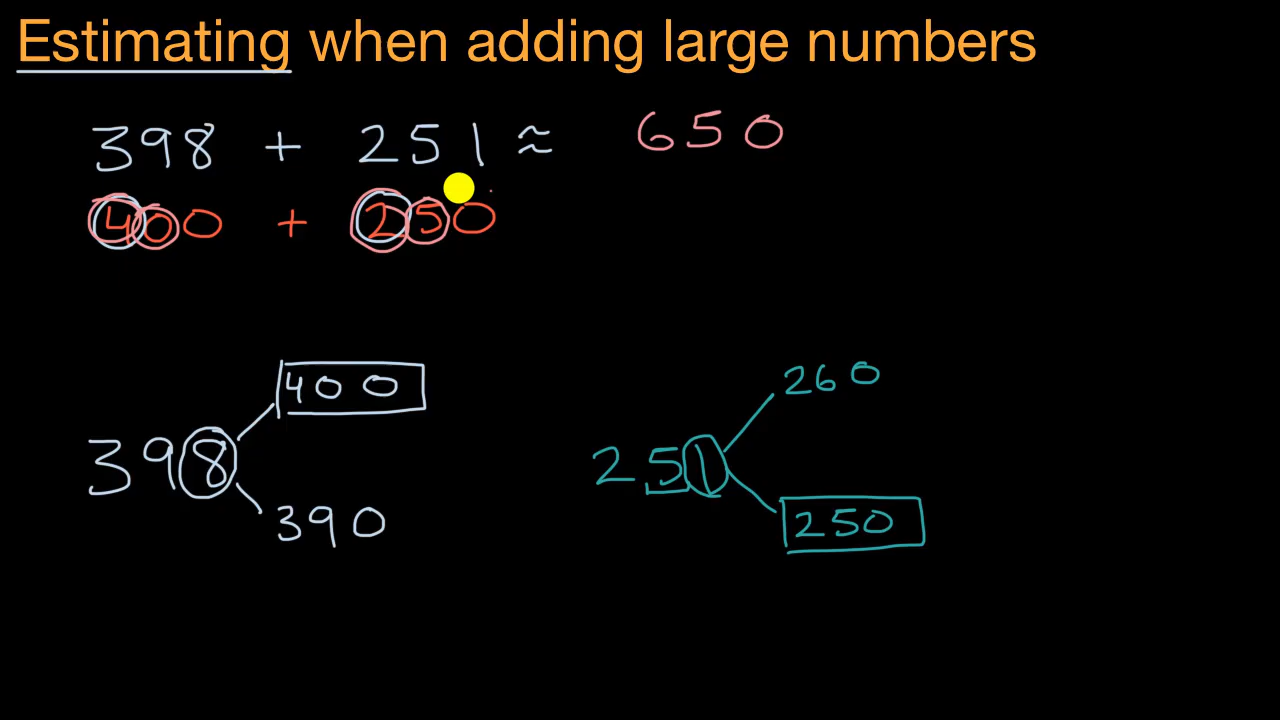 Estimating when adding large numbers
398 + 251 ≈ 650
400 + 250
400
260
398
251
390
250